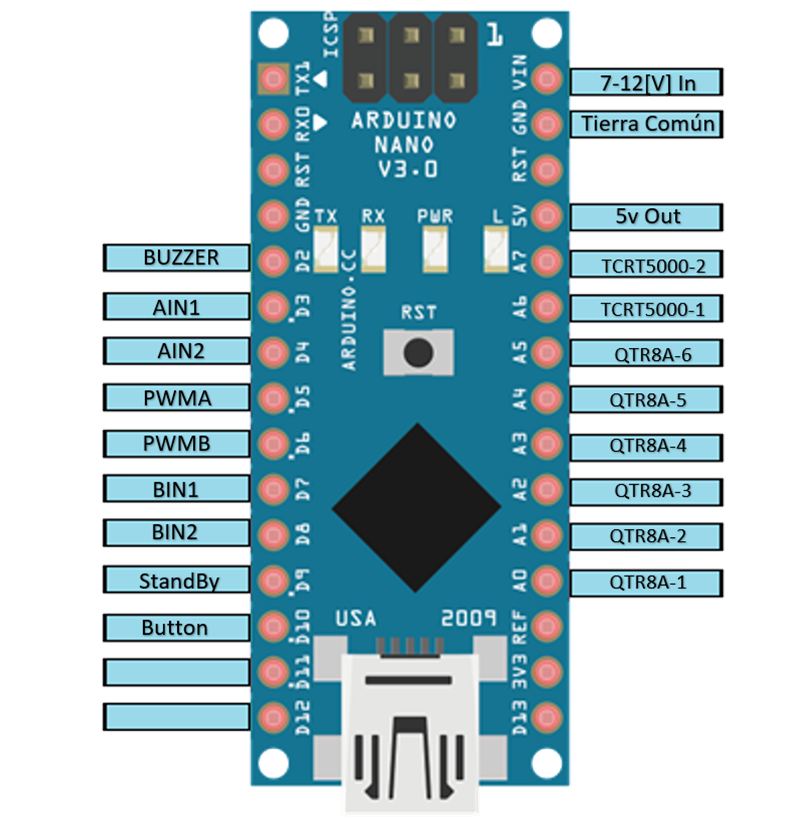 ICSP
1
TX1
RX0
RST
GND
D2
D3
D4
D5
D6
D7
D8
D9
D10
D11
D12
ARDUINO
NANO
V3.0
TX RX PWR L
ARDUINO.CC
RST
USA 2009
VIN
GND
RST
5V
A7
A6
A5
A4
A3
A2
A1
A0
REF
3V3
D13
BUZZER
AIN1
AIN2
PWMA
PWMB
BIN1
BIN2
StandBy
Button
7-12[V] In
Tierra Común
5v Out
TCRT5000-2
TCRT5000-1
QTR8A-6
QTR8A-5
QTR8A-4
QTR8A-3
QTR8A-2
QTR8A-1